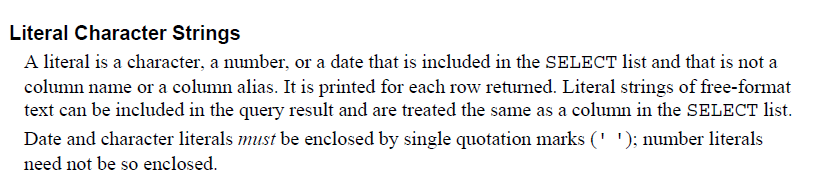 Literal Character Strings
A literal is a character, a number, or a date that is included in the SELECT list and that is not a
column name or a column alias. It is printed for each row returned. Literal strings of free-format
text can be included in the query result and are treated the same as a column in the SELECT list.
Date and character literals must be enclosed by single quotation marks (' '); number literals
need not be so enclosed.